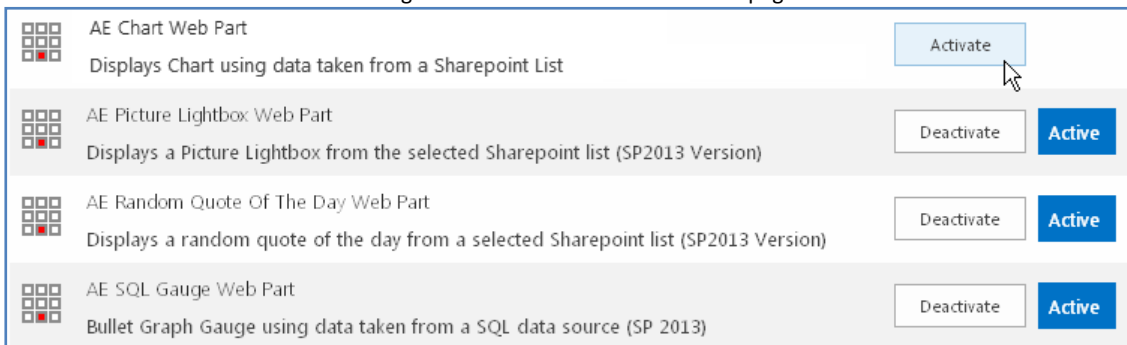 AE Chart Web Part
Activate
Displays Chart using data taken from a Sharepoint List
AE Picture Lightbox Web Part
Deactivate Active
Displays a Picture Lightbox from the selected Sharepoint list (SP2013 Version)
AE Random Quote Of The Day Web Part
Deactivate Active
Displays a random quote of the day from a selected Sharepoint list (SP2013 Version)
AE SQL Gauge Web Part
Deactivate Active
Bullet Graph Gauge using data taken from a SQL data source (SP 2013)